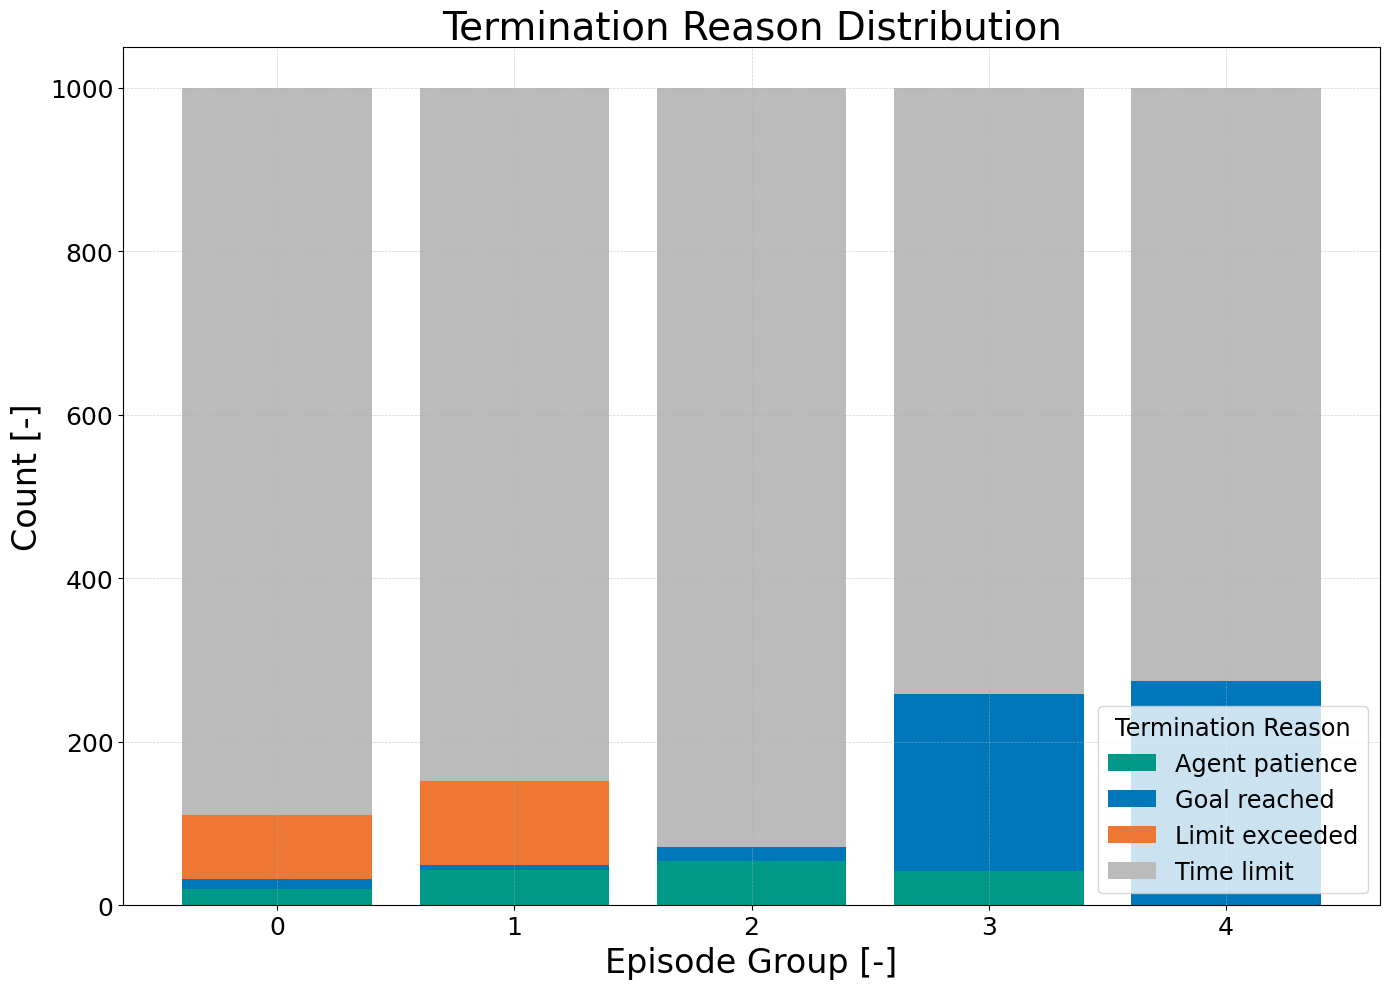 Termination Reason Distribution
Count [-]
1000
800
600
400
200
0
Termination Reason
Agent patience
Goal reached
Limit exceeded
Time limit
0 1 2 3 4
Episode Group [-]